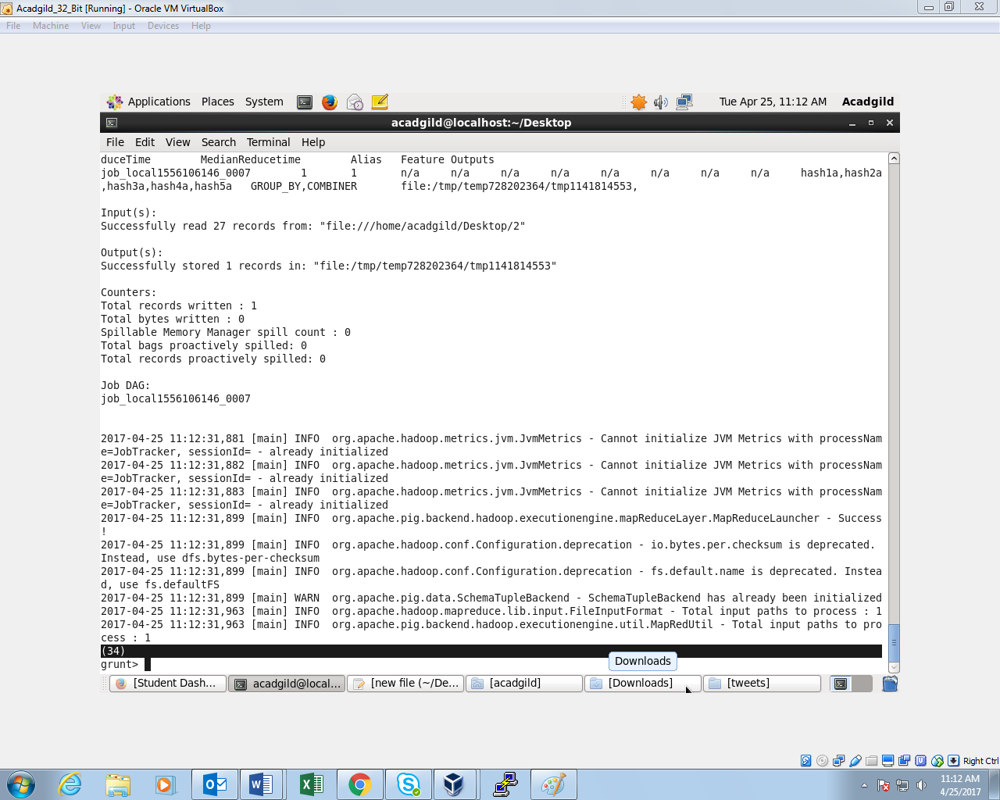 Acadgild_32_Bit [Running] - Oracle VM VirtualBox
File Machine View Input Devices Help
Applications Places System Tue Apr 25, 11:12 AM Acadgild
acadgild@localhost:~/Desktop
File Edit View Search Terminal Help
duceTime MedianReducetime Alias Feature Outputs
job_local1556106146_0007 1 1 n/a n/a n/a n/a n/a n/a n/a n/a hash1a,hash2a
,hash3a,hash4a,hash5a GROUP_BY,COMBINER file:/tmp/temp728202364/tmp1141814553,
Input(s):
Successfully read 27 records from: "file:///home/acadgild/Desktop/2"
Output(s):
Successfully stored 1 records in: "file:/tmp/temp728202364/tmp1141814553"
Counters:
Total records written : 1
Total bytes written : 0
Spillable Memory Manager spill count : 0
Total bags proactively spilled: 0
Total records proactively spilled: 0
Job DAG:
job_local1556106146_0007
2017-04-25 11:12:31,881 [main] INFO org.apache.hadoop.metrics.jvm.JvmMetrics - Cannot initialize JVM Metrics with processNam
e=JobTracker, sessionId= - already initialized
2017-04-25 11:12:31,882 [main] INFO org.apache.hadoop.metrics.jvm.JvmMetrics - Cannot initialize JVM Metrics with processNam
e=JobTracker, sessionId= - already initialized
2017-04-25 11:12:31,883 [main] INFO org.apache.hadoop.metrics.jvm.JvmMetrics - Cannot initialize JVM Metrics with processNam
e=JobTracker, sessionId= - already initialized
2017-04-25 11:12:31,899 [main] INFO org.apache.pig.backend.hadoop.executionengine.mapReduceLayer.MapReduceLauncher - Success
!
2017-04-25 11:12:31,899 [main] INFO org.apache.hadoop.conf.Configuration.deprecation - io.bytes.per.checksum is deprecated.
Instead, use dfs.bytes-per-checksum
2017-04-25 11:12:31,899 [main] INFO org.apache.hadoop.conf.Configuration.deprecation - fs.default.name is deprecated. Instea
d, use fs.defaultFS
2017-04-25 11:12:31,899 [main] WARN org.apache.pig.data.SchemaTupleBackend - SchemaTupleBackend has already been initialized
2017-04-25 11:12:31,963 [main] INFO org.apache.hadoop.mapreduce.lib.input.FileInputFormat - Total input paths to process : 1
2017-04-25 11:12:31,963 [main] INFO org.apache.pig.backend.hadoop.executionengine.util.MapRedUtil - Total input paths to pro
cess : 1
(34)
grunt>
Downloads
[Student Dash... acadgild@local... [new file (~/De... [acadgild] [Downloads] [tweets]
Right Ctrl
11:12 AM
4/25/2017